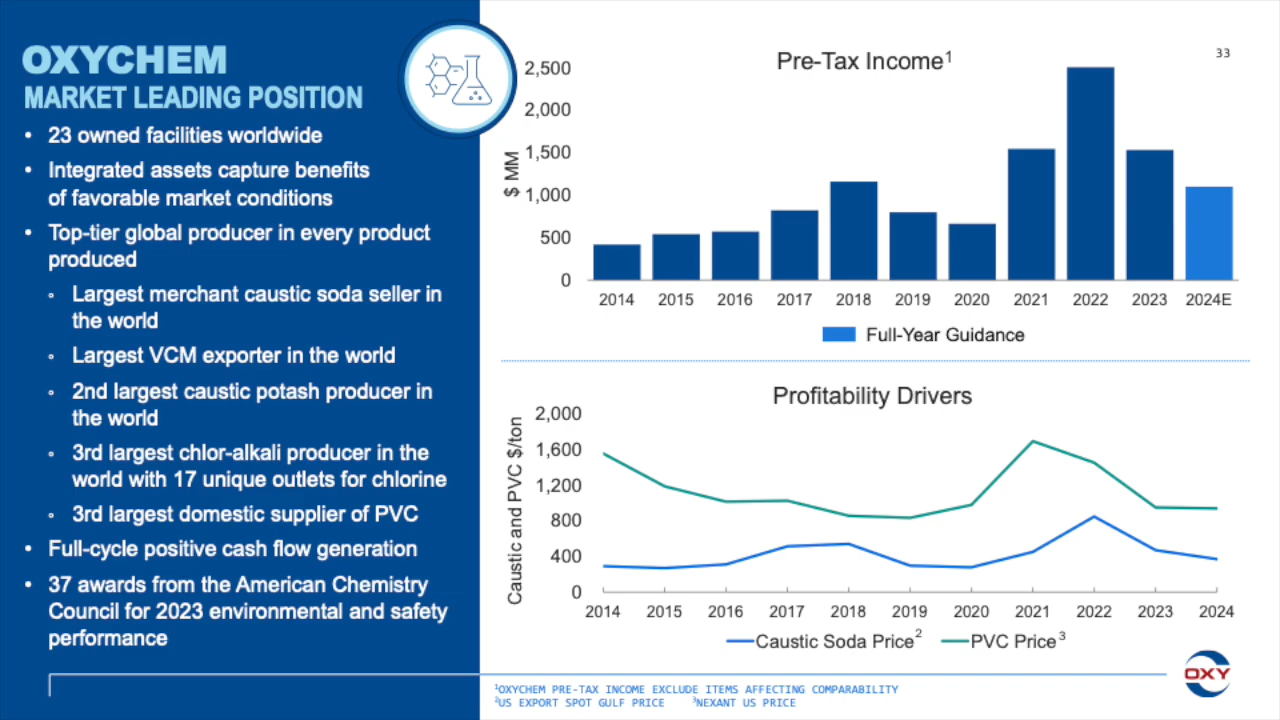 OXYCHEM
MARKET LEADING POSITION
• 23 owned facilities worldwide
• Integrated assets capture benefits
of favorable market conditions
• Top-tier global producer in every product
produced
◦ Largest merchant caustic soda seller in
the world
◦ Largest VCM exporter in the world
◦ 2nd largest caustic potash producer in
the world
◦ 3rd largest chlor-alkali producer in the
world with 17 unique outlets for chlorine
◦ 3rd largest domestic supplier of PVC
• Full-cycle positive cash flow generation
• 37 awards from the American Chemistry
Council for 2023 environmental and safety
performance
33
Pre-Tax Income¹
$ MM
2,500
2,000
1,500
1,000
500
0
2014 2015 2016 2017 2018 2019 2020 2021 2022 2023 2024E
Full-Year Guidance
Profitability Drivers
Caustic and PVC $/ton
2,000
1,600
1,200
800
400
0
2014 2015 2016 2017 2018 2019 2020 2021 2022 2023 2024
Caustic Soda Price² PVC Price³
¹OXYCHEM PRE-TAX INCOME EXCLUDE ITEMS AFFECTING COMPARABILITY
²US EXPORT SPOT GULF PRICE ³NEXANT US PRICE
OXY